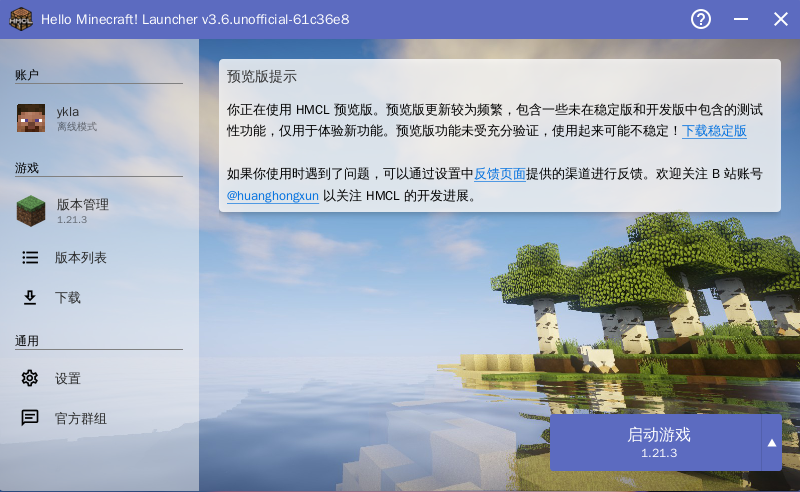 Hello Minecraft! Launcher v3.6.unofficial-61c36e8
账户
ykla
离线模式
游戏
版本管理
1.21.3
版本列表
下载
通用
设置
官方群组
预览版提示
你正在使用 HMCL 预览版。预览版更新较为频繁，包含一些未在稳定版和开发版中包含的测试
性功能，仅用于体验新功能。预览版功能未受充分验证，使用起来可能不稳定！下载稳定版
如果你使用时遇到了问题，可以通过设置中反馈页面提供的渠道进行反馈。欢迎关注 B 站账号
@huanghongxun 以关注 HMCL 的开发进展。
启动游戏
1.21.3